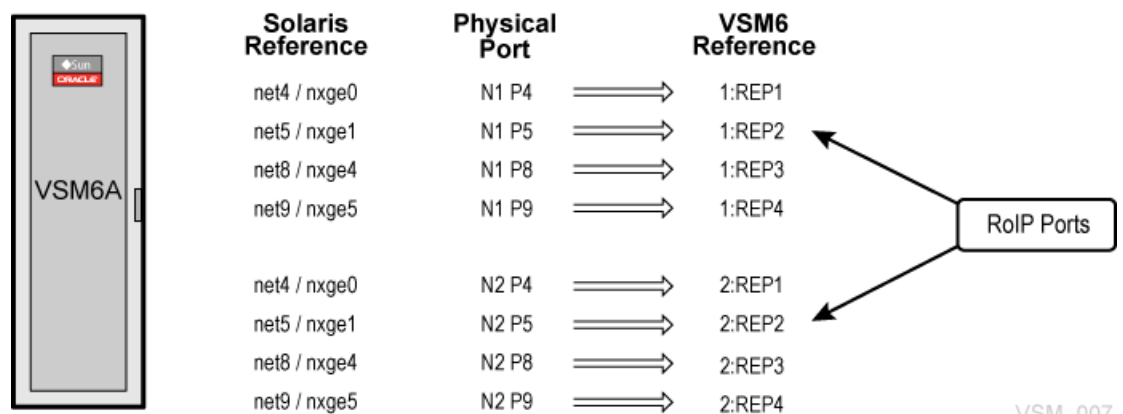 Solaris Reference Physical Port VSM6 Reference
Sun
ORACLE
VSM6A
net4 / nxge0 N1 P4 1:REP1
net5 / nxge1 N1 P5 1:REP2
net8 / nxge4 N1 P8 1:REP3
net9 / nxge5 N1 P9 1:REP4
RoIP Ports
net4 / nxge0 N2 P4 2:REP1
net5 / nxge1 N2 P5 2:REP2
net8 / nxge4 N2 P8 2:REP3
net9 / nxge5 N2 P9 2:REP4